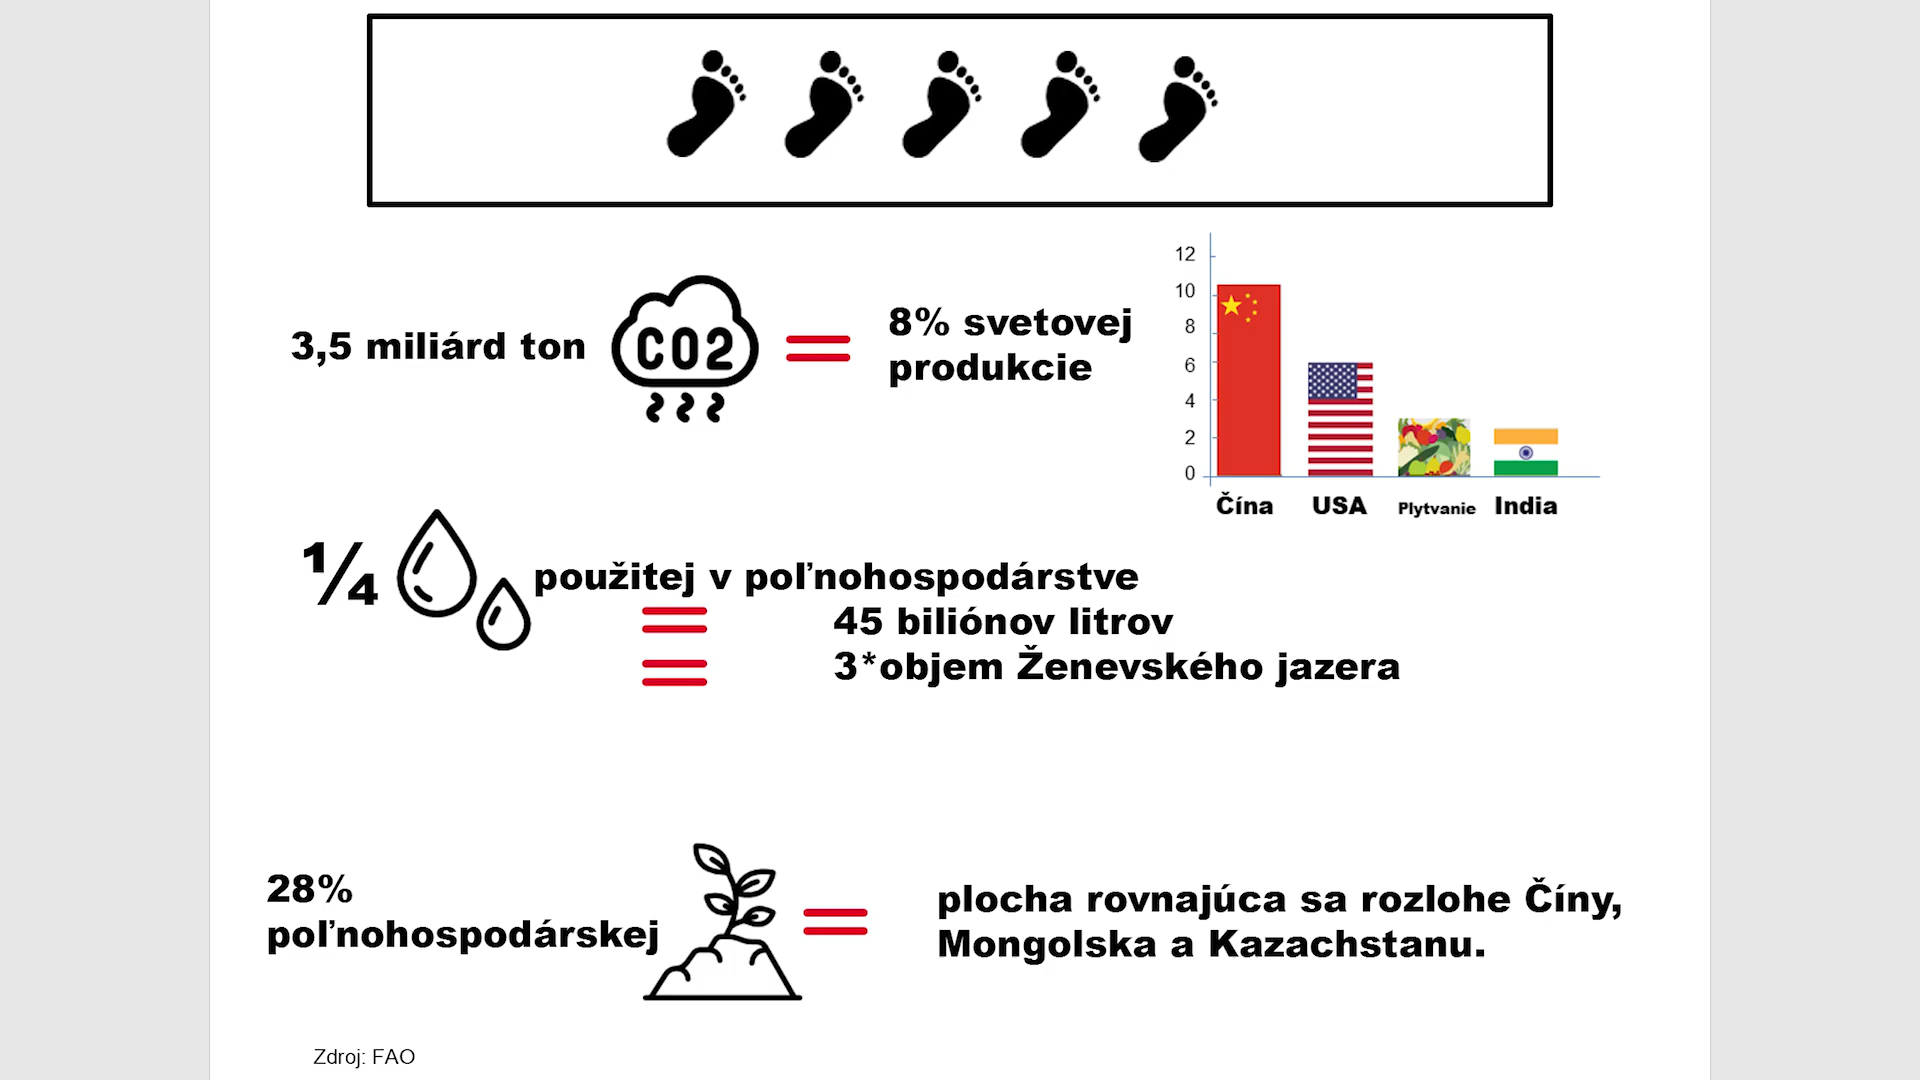 3,5 miliárd ton
CO2
8% svetovej
produkcie
12
10
8
6
4
2
0
Čína
USA
Plytvanie
India
¼
použitej v poľnohospodárstve
45 biliónov litrov
3*objem Ženevského jazera
28%
poľnohospodárskej
plocha rovnajúca sa rozlohe Číny,
Mongolska a Kazachstanu.
Zdroj: FAO